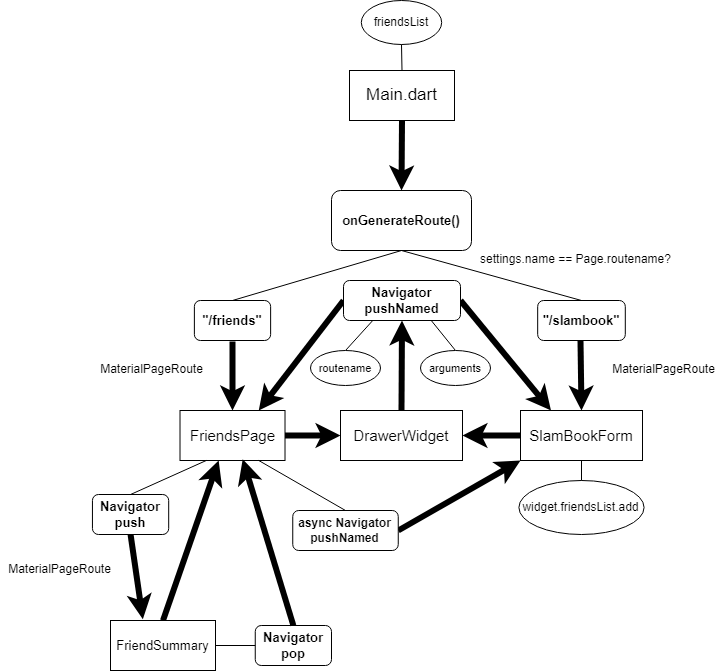 friendsList
Main.dart
onGenerateRoute()
settings.name == Page.routename?
Navigator
pushNamed
"/friends"
"/slambook"
MaterialPageRoute
routename
arguments
MaterialPageRoute
FriendsPage
DrawerWidget
SlamBookForm
Navigator
push
async Navigator
pushNamed
widget.friendsList.add
MaterialPageRoute
FriendSummary
Navigator
pop